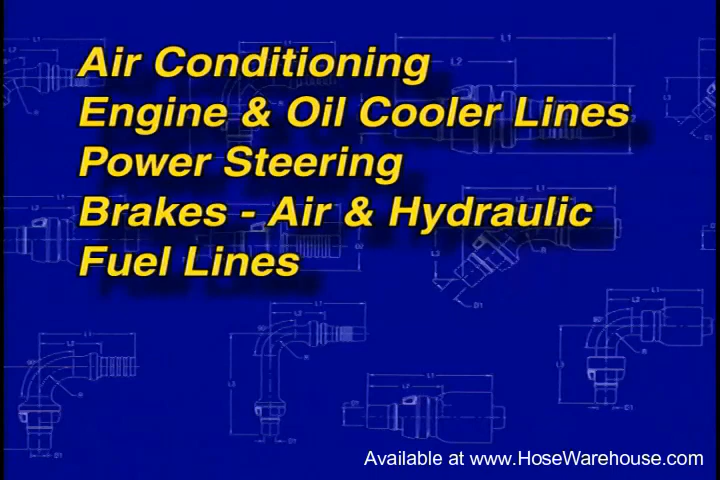 Air Conditioning
Engine & Oil Cooler Lines
Power Steering
Brakes - Air & Hydraulic
Fuel Lines
Available at www.HoseWarehouse.com